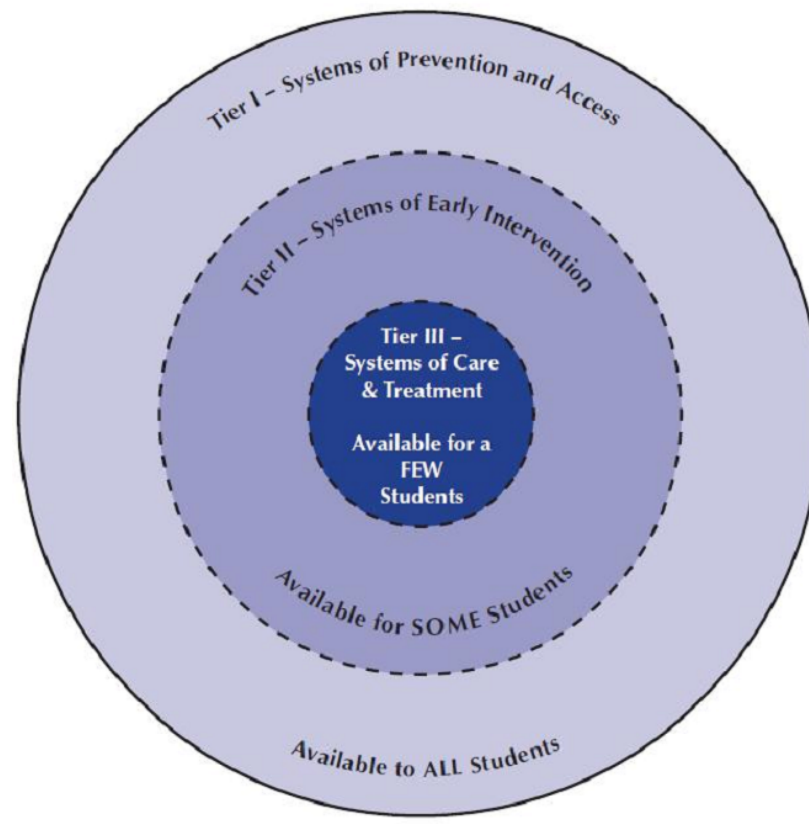 Tier I – Systems of Prevention and Access
Tier II – Systems of Early Intervention
Tier III –
Systems of Care
& Treatment
Available for a
FEW
Students
Available for SOME Students
Available to ALL Students